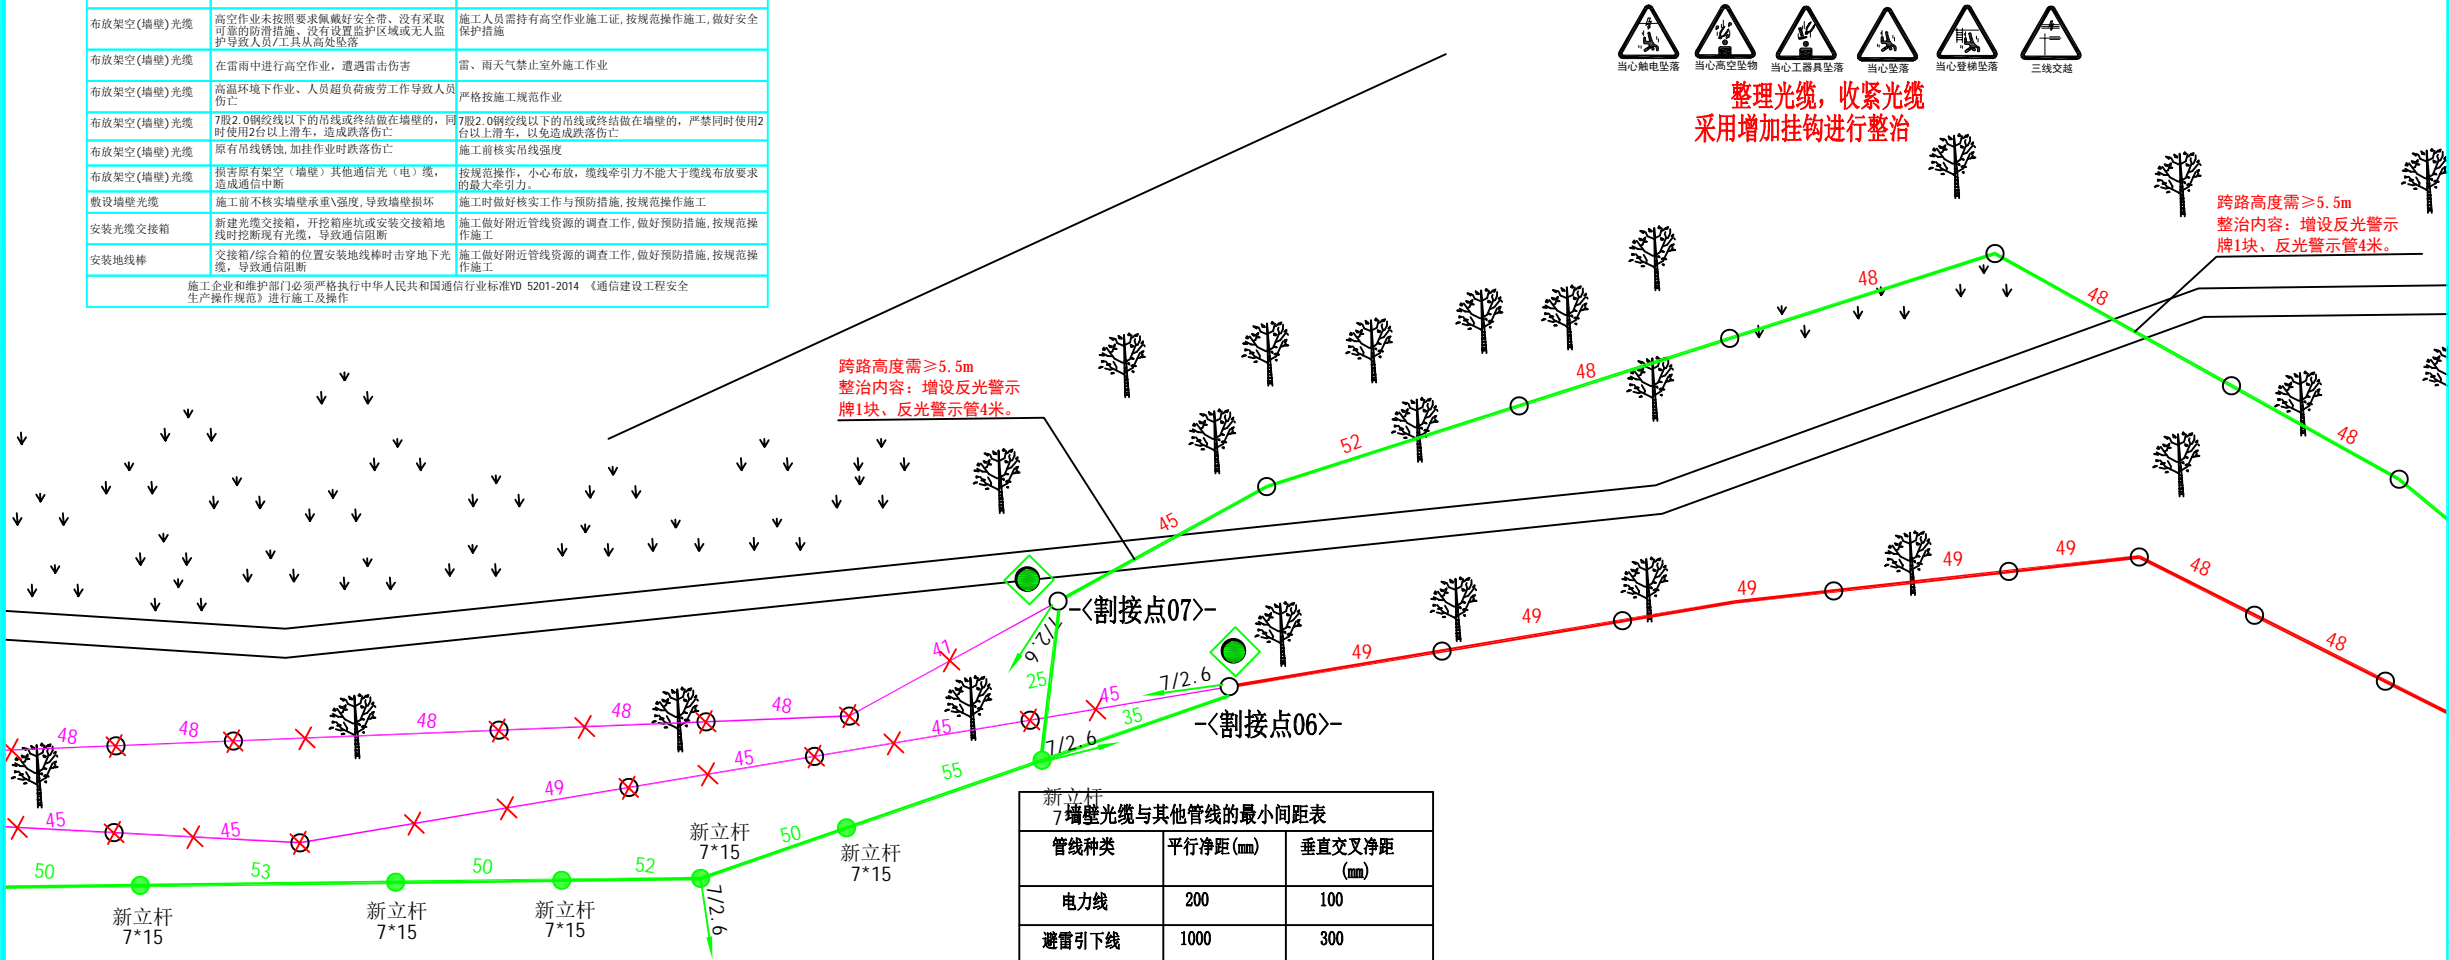 布放架空(墙壁)光缆
高空作业未按照要求佩戴好安全带、没有采取
可靠的防滑措施、没有设置监护区域或无人监
护导致人员/工具从高处坠落
施工人员需持有高空作业施工证,按规范操作施工,做好安全
保护措施
布放架空(墙壁)光缆
在雷雨中进行高空作业，遭遇雷击伤害
雷、雨天气禁止室外施工作业
布放架空(墙壁)光缆
高温环境下作业、人员超负荷疲劳工作导致人员
伤亡
严格按施工规范作业
布放架空(墙壁)光缆
7股2.0钢绞线以下的吊线或终结做在墙壁的，同
时使用2台以上滑车，造成跌落伤亡
7股2.0钢绞线以下的吊线或终结做在墙壁的，严禁同时使用2
台以上滑车，以免造成跌落伤亡
布放架空(墙壁)光缆
原有吊线锈蚀,加挂作业时跌落伤亡
施工前核实吊线强度
布放架空(墙壁)光缆
损害原有架空（墙壁）其他通信光（电）缆，
造成通信中断
按规范操作，小心布放，缆线牵引力不能大于缆线布放要求
的最大牵引力。
敷设墙壁光缆
施工前不核实墙壁承重\强度,导致墙壁损坏
施工时做好核实工作与预防措施,按规范操作施工
安装光缆交接箱
新建光缆交接箱，开挖箱座坑或安装交接箱地
线时挖断现有光缆，导致通信阻断
施工做好附近管线资源的调查工作,做好预防措施,按规范操
作施工
安装地线棒
交接箱/综合箱的位置安装地线棒时击穿地下光
缆，导致通信阻断
施工做好附近管线资源的调查工作,做好预防措施,按规范操
作施工
施工企业和维护部门必须严格执行中华人民共和国通信行业标准YD 5201-2014 《通信建设工程安全
生产操作规范》进行施工及操作
当心触电坠落
当心高空坠物
当心工器具坠落
当心坠落
当心登梯坠落
三线交越
整理光缆，收紧光缆
采用增加挂钩进行整治
跨路高度需≥5.5m
整治内容：增设反光警示
牌1块、反光警示管4米。
跨路高度需≥5.5m
整治内容：增设反光警示
牌1块、反光警示管4米。
45
52
48
48
48
48
48
-<割接点07>-
7/2.6
25
41
48
48
48
48
48
-<割接点06>-
7/2.6
49
49
49
49
49
48
48
45
35
45
45
49
45
45
7/2.6
55
50
52
50
53
50
7/2.6
新立杆
7*15
新立杆
7*15
新立杆
7*15
新立杆
7*15
新立杆
7*15
新立杆
墙壁光缆与其他管线的最小间距表
管线种类
平行净距(mm)
垂直交叉净距
(mm)
电力线
200
100
避雷引下线
1000
300